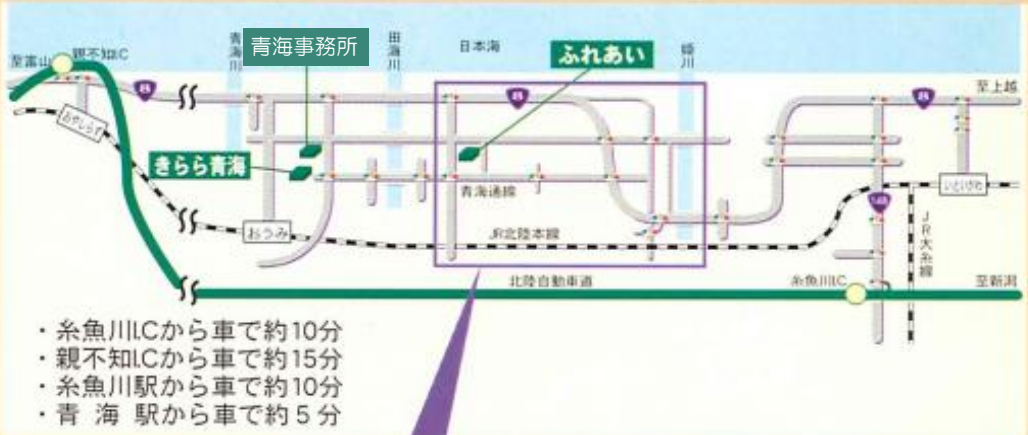 青海川
青海事務所
田海川
日本海
ふれあい
姫川
至富山
親不知I.C
8
8
8
至上越
おやしらず
きらら青海
青海通線
いといがわ
148
おうみ
JR北陸本線
JR大糸線
北陸自動車道
糸魚川I.C
至新潟
・糸魚川I.Cから車で約10分
・親不知I.Cから車で約15分
・糸魚川駅から車で約10分
・青 海 駅から車で約 5 分